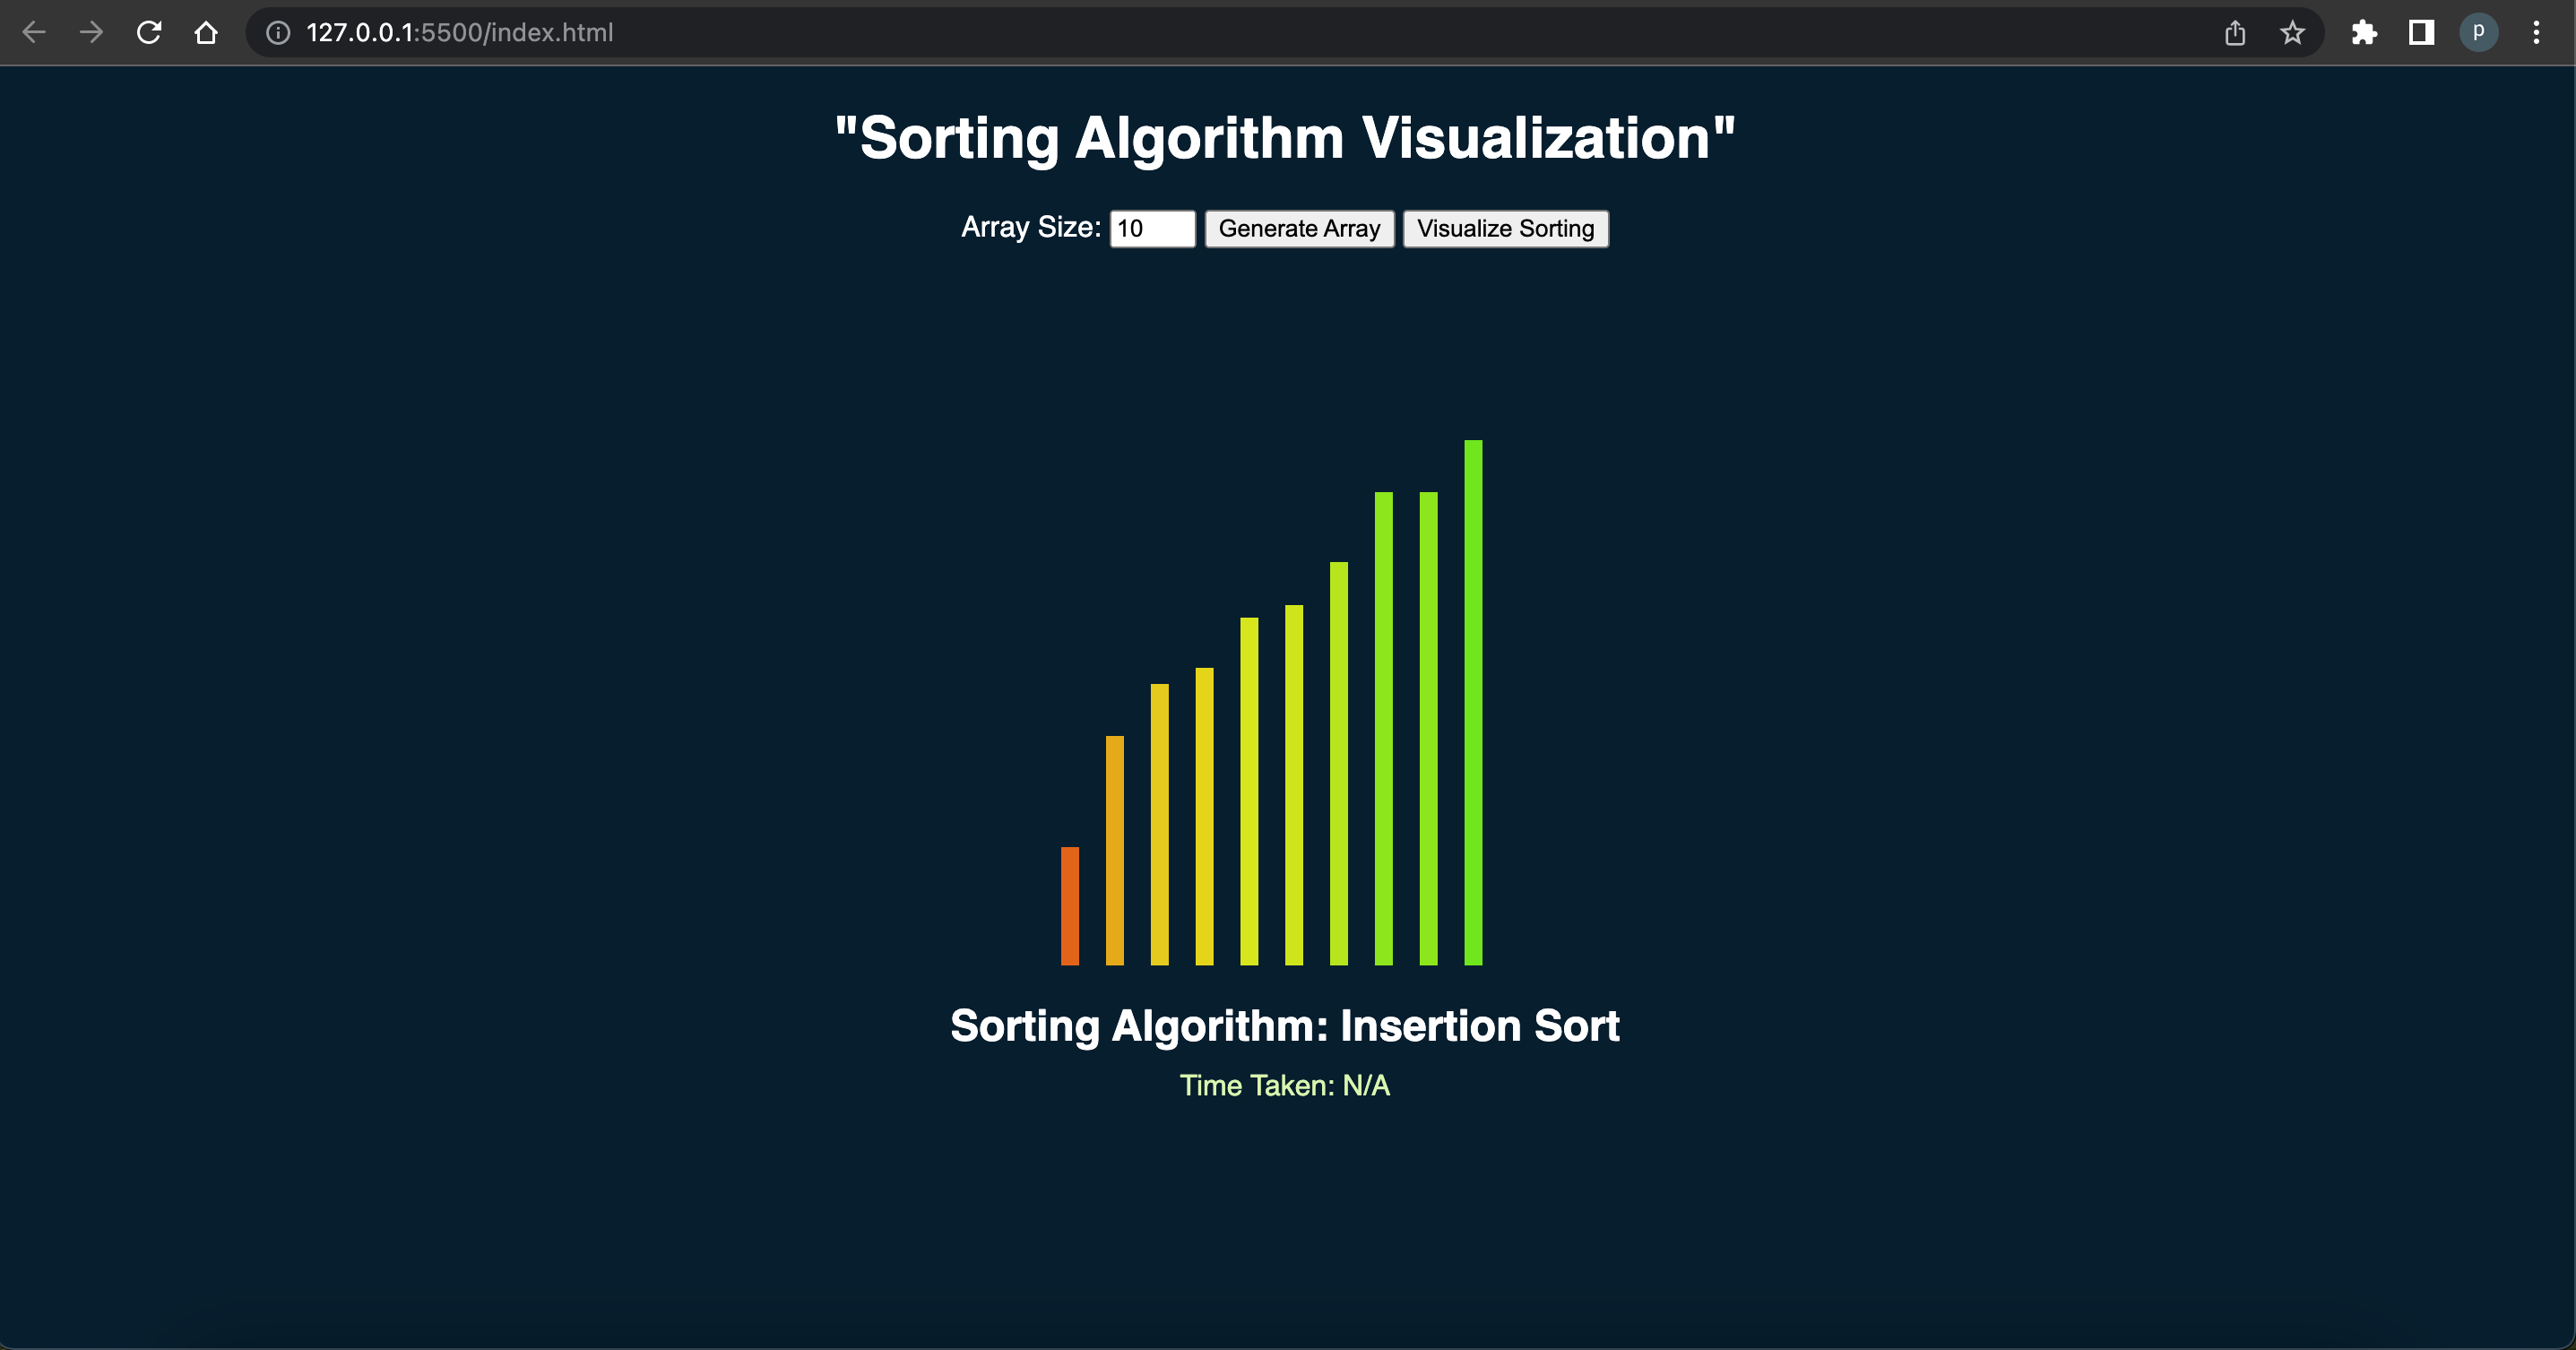 127.0.0.1:5500/index.html
p
"Sorting Algorithm Visualization"
Array Size: 10 Generate Array Visualize Sorting
Sorting Algorithm: Insertion Sort
Time Taken: N/A